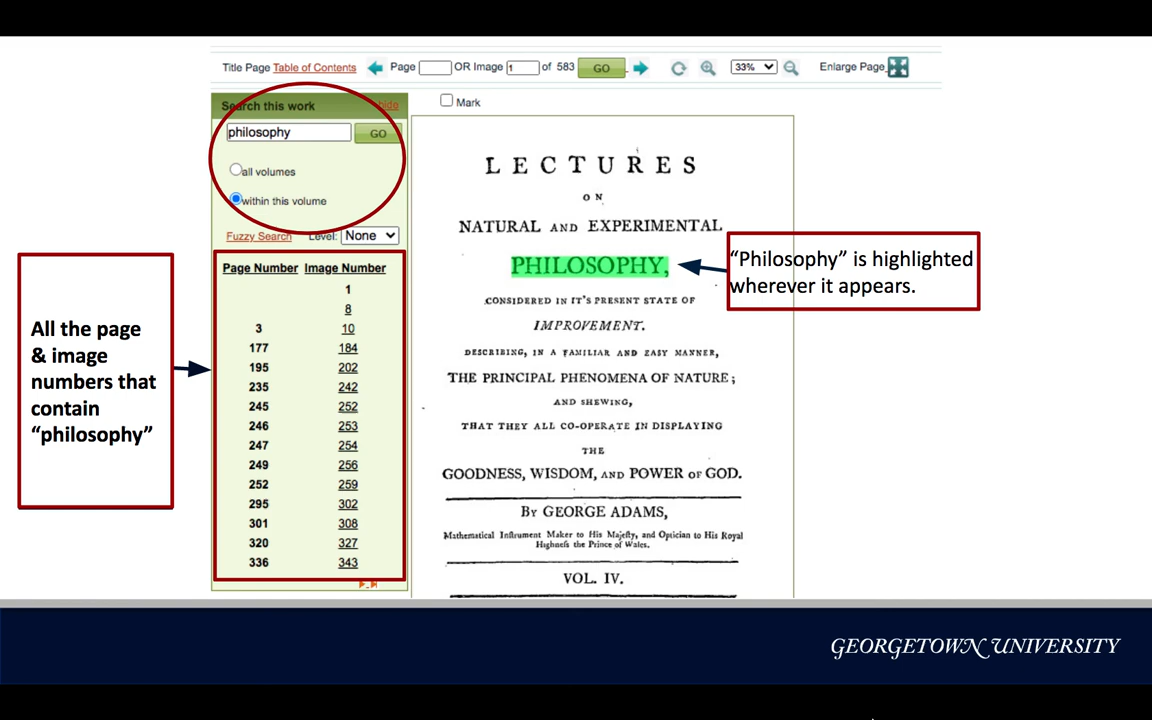 Title Page Table of Contents Page OR Image 1 of 583 GO 33% Enlarge Page
Search this work hide
philosophy GO
all volumes
within this volume
Fuzzy Search Level: None
Page Number Image Number
1
8
3 10
177 184
195 202
235 242
245 252
246 253
247 254
249 256
252 259
295 302
301 308
320 327
336 343
All the page
& image
numbers that
contain
“philosophy”
Mark
LECTURES
ON
NATURAL AND EXPERIMENTAL
PHILOSOPHY,
CONSIDERED IN IT'S PRESENT STATE OF
IMPROVEMENT.
DESCRIBING, IN A FAMILIAR AND EASY MANNER,
THE PRINCIPAL PHENOMENA OF NATURE;
AND SHEWING,
THAT THEY ALL CO-OPERATE IN DISPLAYING
THE
GOODNESS, WISDOM, AND POWER OF GOD.
By GEORGE ADAMS,
Mathematical Inſtrument Maker to His Majeſty, and Optician to His Royal
Highneſs the Prince of Wales.
VOL. IV.
“Philosophy” is highlighted
wherever it appears.
GEORGETOWN UNIVERSITY